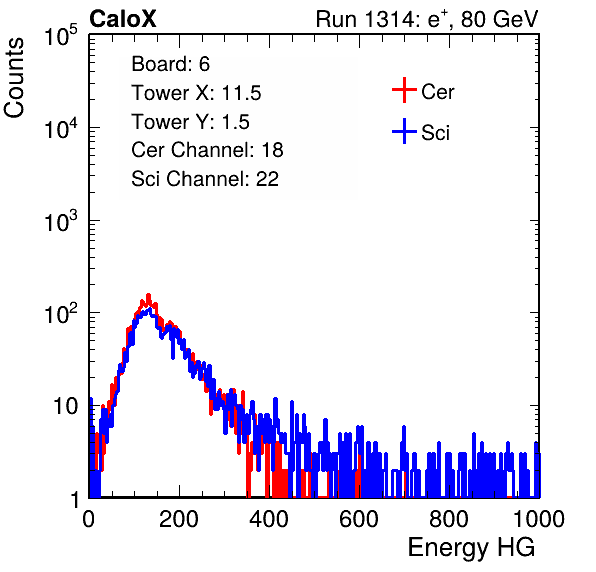 CaloX Run 1314: e⁺, 80 GeV
Counts
10⁵
10⁴
10³
10²
10
1
Board: 6
Tower X: 11.5
Tower Y: 1.5
Cer Channel: 18
Sci Channel: 22
Cer
Sci
0 200 400 600 800 1000
Energy HG